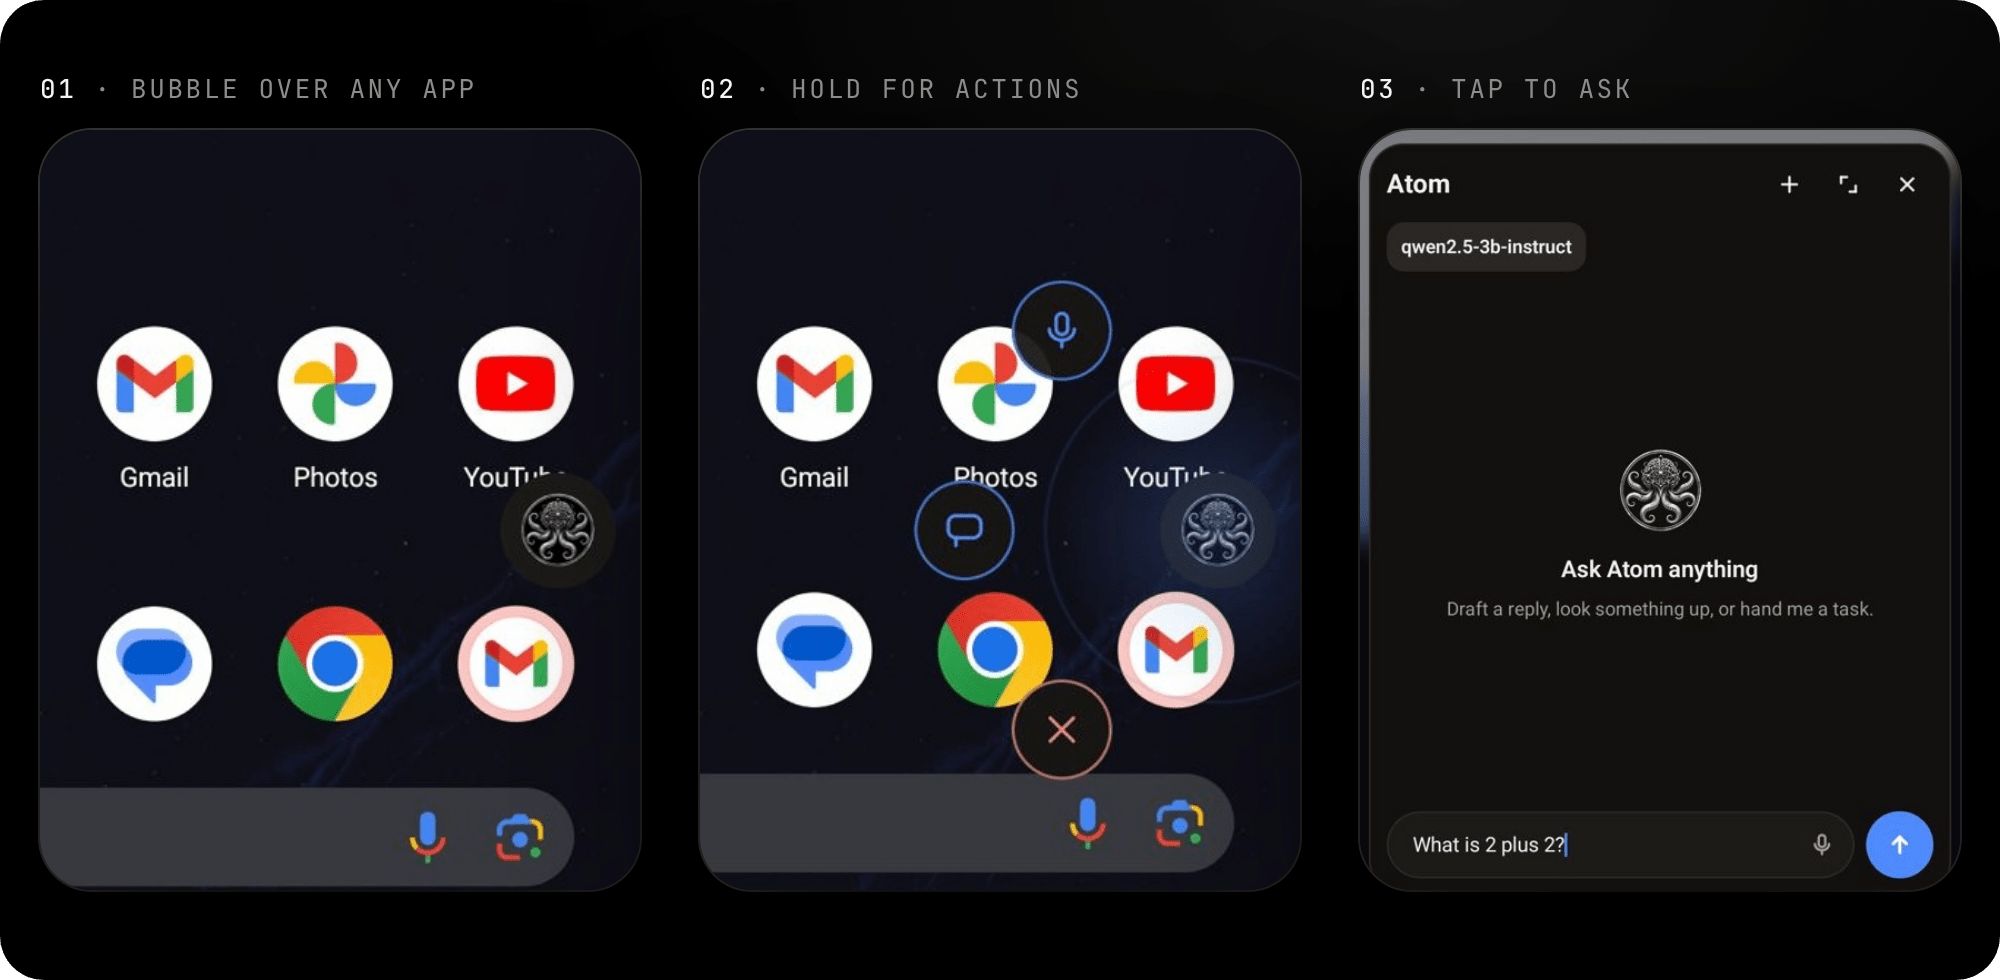 01 · BUBBLE OVER ANY APP
Gmail
Photos
02 · HOLD FOR ACTIONS
Gmail
Photos
03 · TAP TO ASK
Atom
qwen2.5-3b-instruct
Ask Atom anything
Draft a reply, look something up, or hand me a task.
What is 2 plus 2?